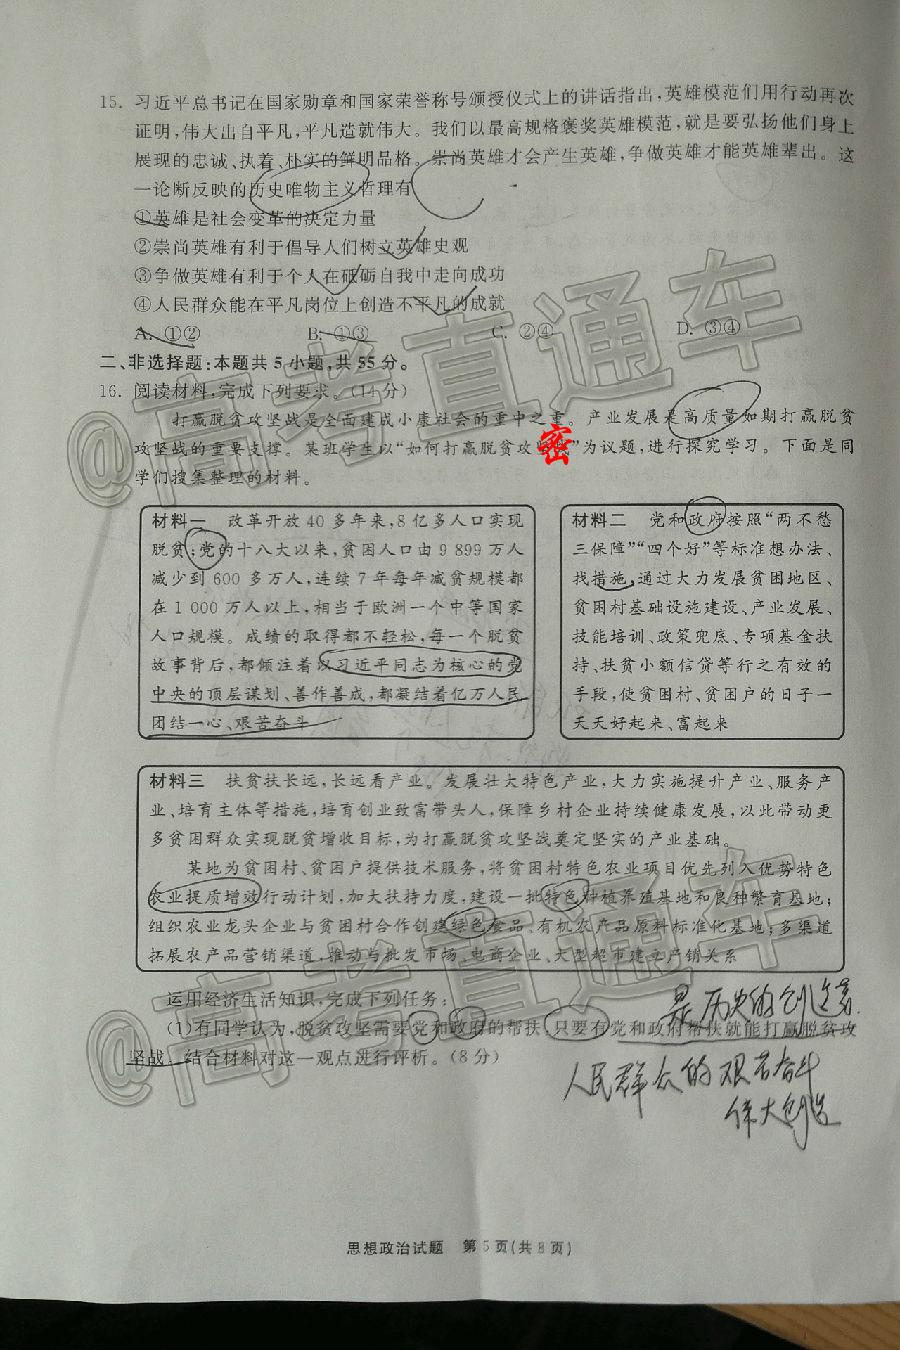 15. 习近平总书记在国家勋章和国家荣誉称号颁授仪式上的讲话指出,英雄模范们用行动再次
证明,伟大出自平凡,平凡造就伟大。我们以最高规格褒奖英雄模范,就是要弘扬他们身上
展现的忠诚、执着、朴实的鲜明品格。崇尚英雄才会产生英雄,争做英雄才能英雄辈出。这
一论断反映的历史唯物主义哲理有
①英雄是社会变革的决定力量
②崇尚英雄有利于倡导人们树立英雄史观
③争做英雄有利于个人在砥砺自我中走向成功
④人民群众能在平凡岗位上创造不平凡的成就
A. ①② B. ①③ C. ②④ D. ③④
二、非选择题:本题共5小题,共55分。
16. 阅读材料,完成下列要求。(14分)
打赢脱贫攻坚战是全面建成小康社会的重中之重。产业发展是高质量如期打赢脱贫
攻坚战的重要支撑。某班学生以“如何打赢脱贫攻坚战”为议题,进行探究学习。下面是同
密
学们搜集整理的材料。
材料一 改革开放40多年来,8亿多人口实现
脱贫;党的十八大以来,贫困人口由9 899万人
减少到600多万人,连续7年每年减贫规模都
在1 000万人以上,相当于欧洲一个中等国家
人口规模。成绩的取得都不轻松,每一个脱贫
故事背后,都倾注着以习近平同志为核心的党
中央的顶层谋划、善作善成,都凝结着亿万人民
团结一心、艰苦奋斗
材料二 党和政府按照“两不愁
三保障”“四个好”等标准想办法、
找措施,通过大力发展贫困地区、
贫困村基础设施建设、产业发展、
技能培训、政策兜底、专项基金扶
持、扶贫小额信贷等行之有效的
手段,使贫困村、贫困户的日子一
天天好起来、富起来
材料三 扶贫扶长远,长远看产业。发展壮大特色产业,大力实施提升产业、服务产
业、培育主体等措施,培育创业致富带头人,保障乡村企业持续健康发展,以此带动更
多贫困群众实现脱贫增收目标,为打赢脱贫攻坚战奠定坚实的产业基础。
某地为贫困村、贫困户提供技术服务,将贫困村特色农业项目优先列入优势特色
农业提质增效行动计划,加大扶持力度,建设一批特色种植养殖基地和良种繁育基地;
组织农业龙头企业与贫困村合作创建绿色食品、有机农产品原料标准化基地;多渠道
拓展农产品营销渠道,推动与批发市场、电商企业、大型超市建立产销关系
运用经济生活知识,完成下列任务:
是历史的创造者
(1)有同学认为,脱贫攻坚需要党和政府的帮扶,只要有党和政府帮扶就能打赢脱贫攻
坚战。结合材料对这一观点进行评析。(8分)
人民群众的艰苦奋斗
伟大创造
思想政治试题 第5页(共8页)
@高考直通车
@高考直通车